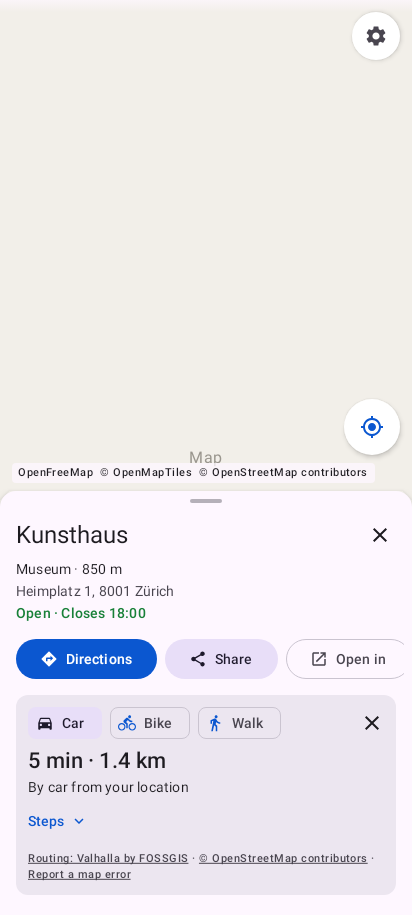 Map
OpenFreeMap © OpenMapTiles © OpenStreetMap contributors
Kunsthaus
Museum · 850 m
Heimplatz 1, 8001 Zürich
Open · Closes 18:00
Directions Share Open in
Car Bike Walk
5 min · 1.4 km
By car from your location
Steps
Routing: Valhalla by FOSSGIS · © OpenStreetMap contributors ·
Report a map error